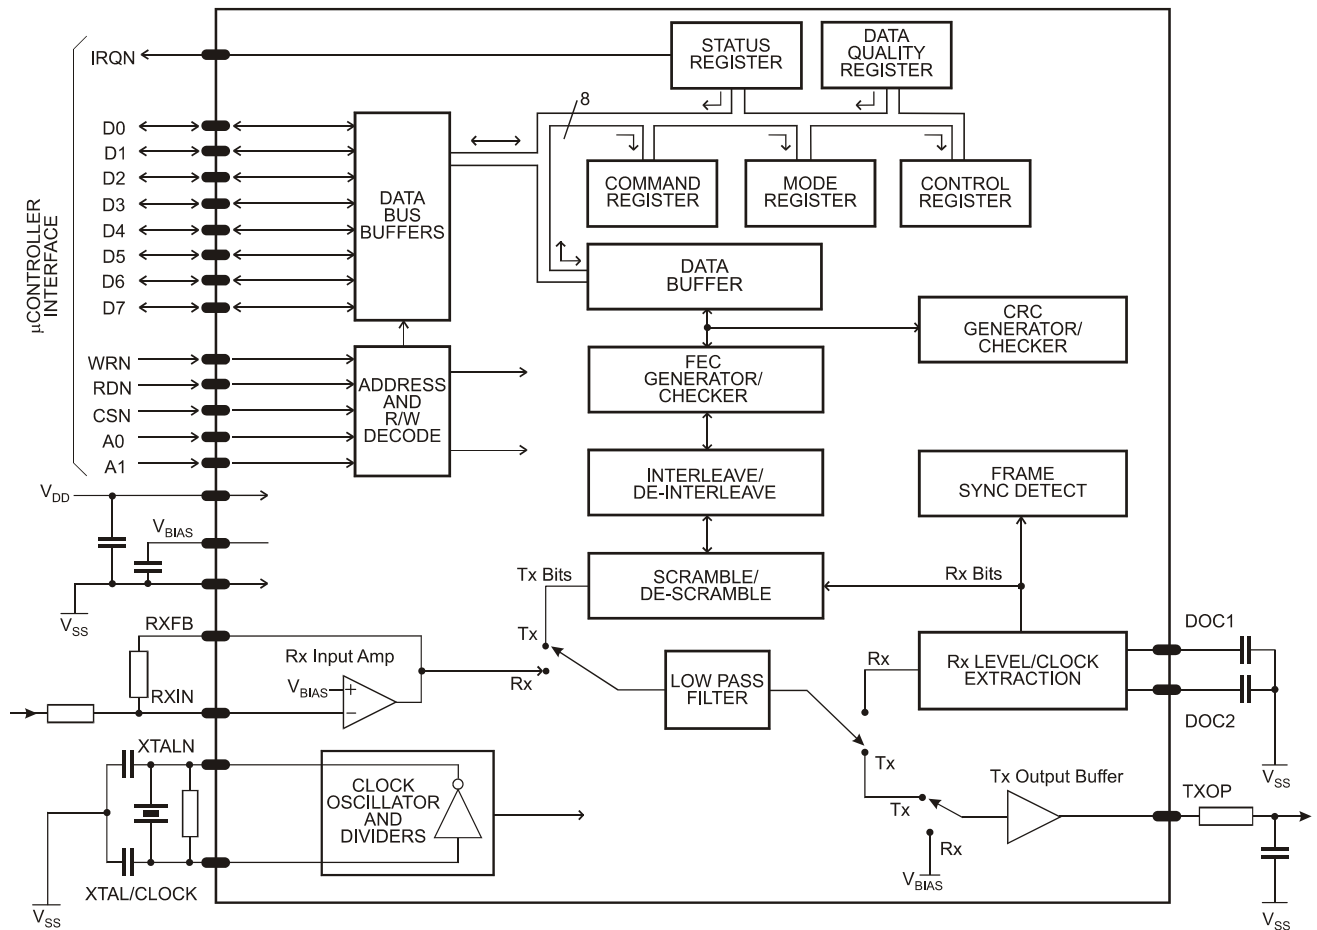 STATUS
REGISTER
DATA
QUALITY
REGISTER
8
IRQN
D0
D1
D2
D3
D4
D5
D6
D7
µCONTROLLER
INTERFACE
DATA
BUS
BUFFERS
COMMAND
REGISTER
MODE
REGISTER
CONTROL
REGISTER
DATA
BUFFER
CRC
GENERATOR/
CHECKER
WRN
RDN
CSN
A0
A1
ADDRESS
AND
R/W
DECODE
FEC
GENERATOR/
CHECKER
INTERLEAVE/
DE-INTERLEAVE
FRAME
SYNC DETECT
VDD
VBIAS
VSS
Tx Bits
SCRAMBLE/
DE-SCRAMBLE
Rx Bits
RXFB
Rx Input Amp
VBIAS
+
−
RXIN
Tx
Rx
LOW PASS
FILTER
Rx
Rx LEVEL/CLOCK
EXTRACTION
DOC1
DOC2
VSS
Tx
XTALN
CLOCK
OSCILLATOR
AND
DIVIDERS
XTAL/CLOCK
VSS
Tx
Rx
VBIAS
Tx Output Buffer
TXOP
VSS